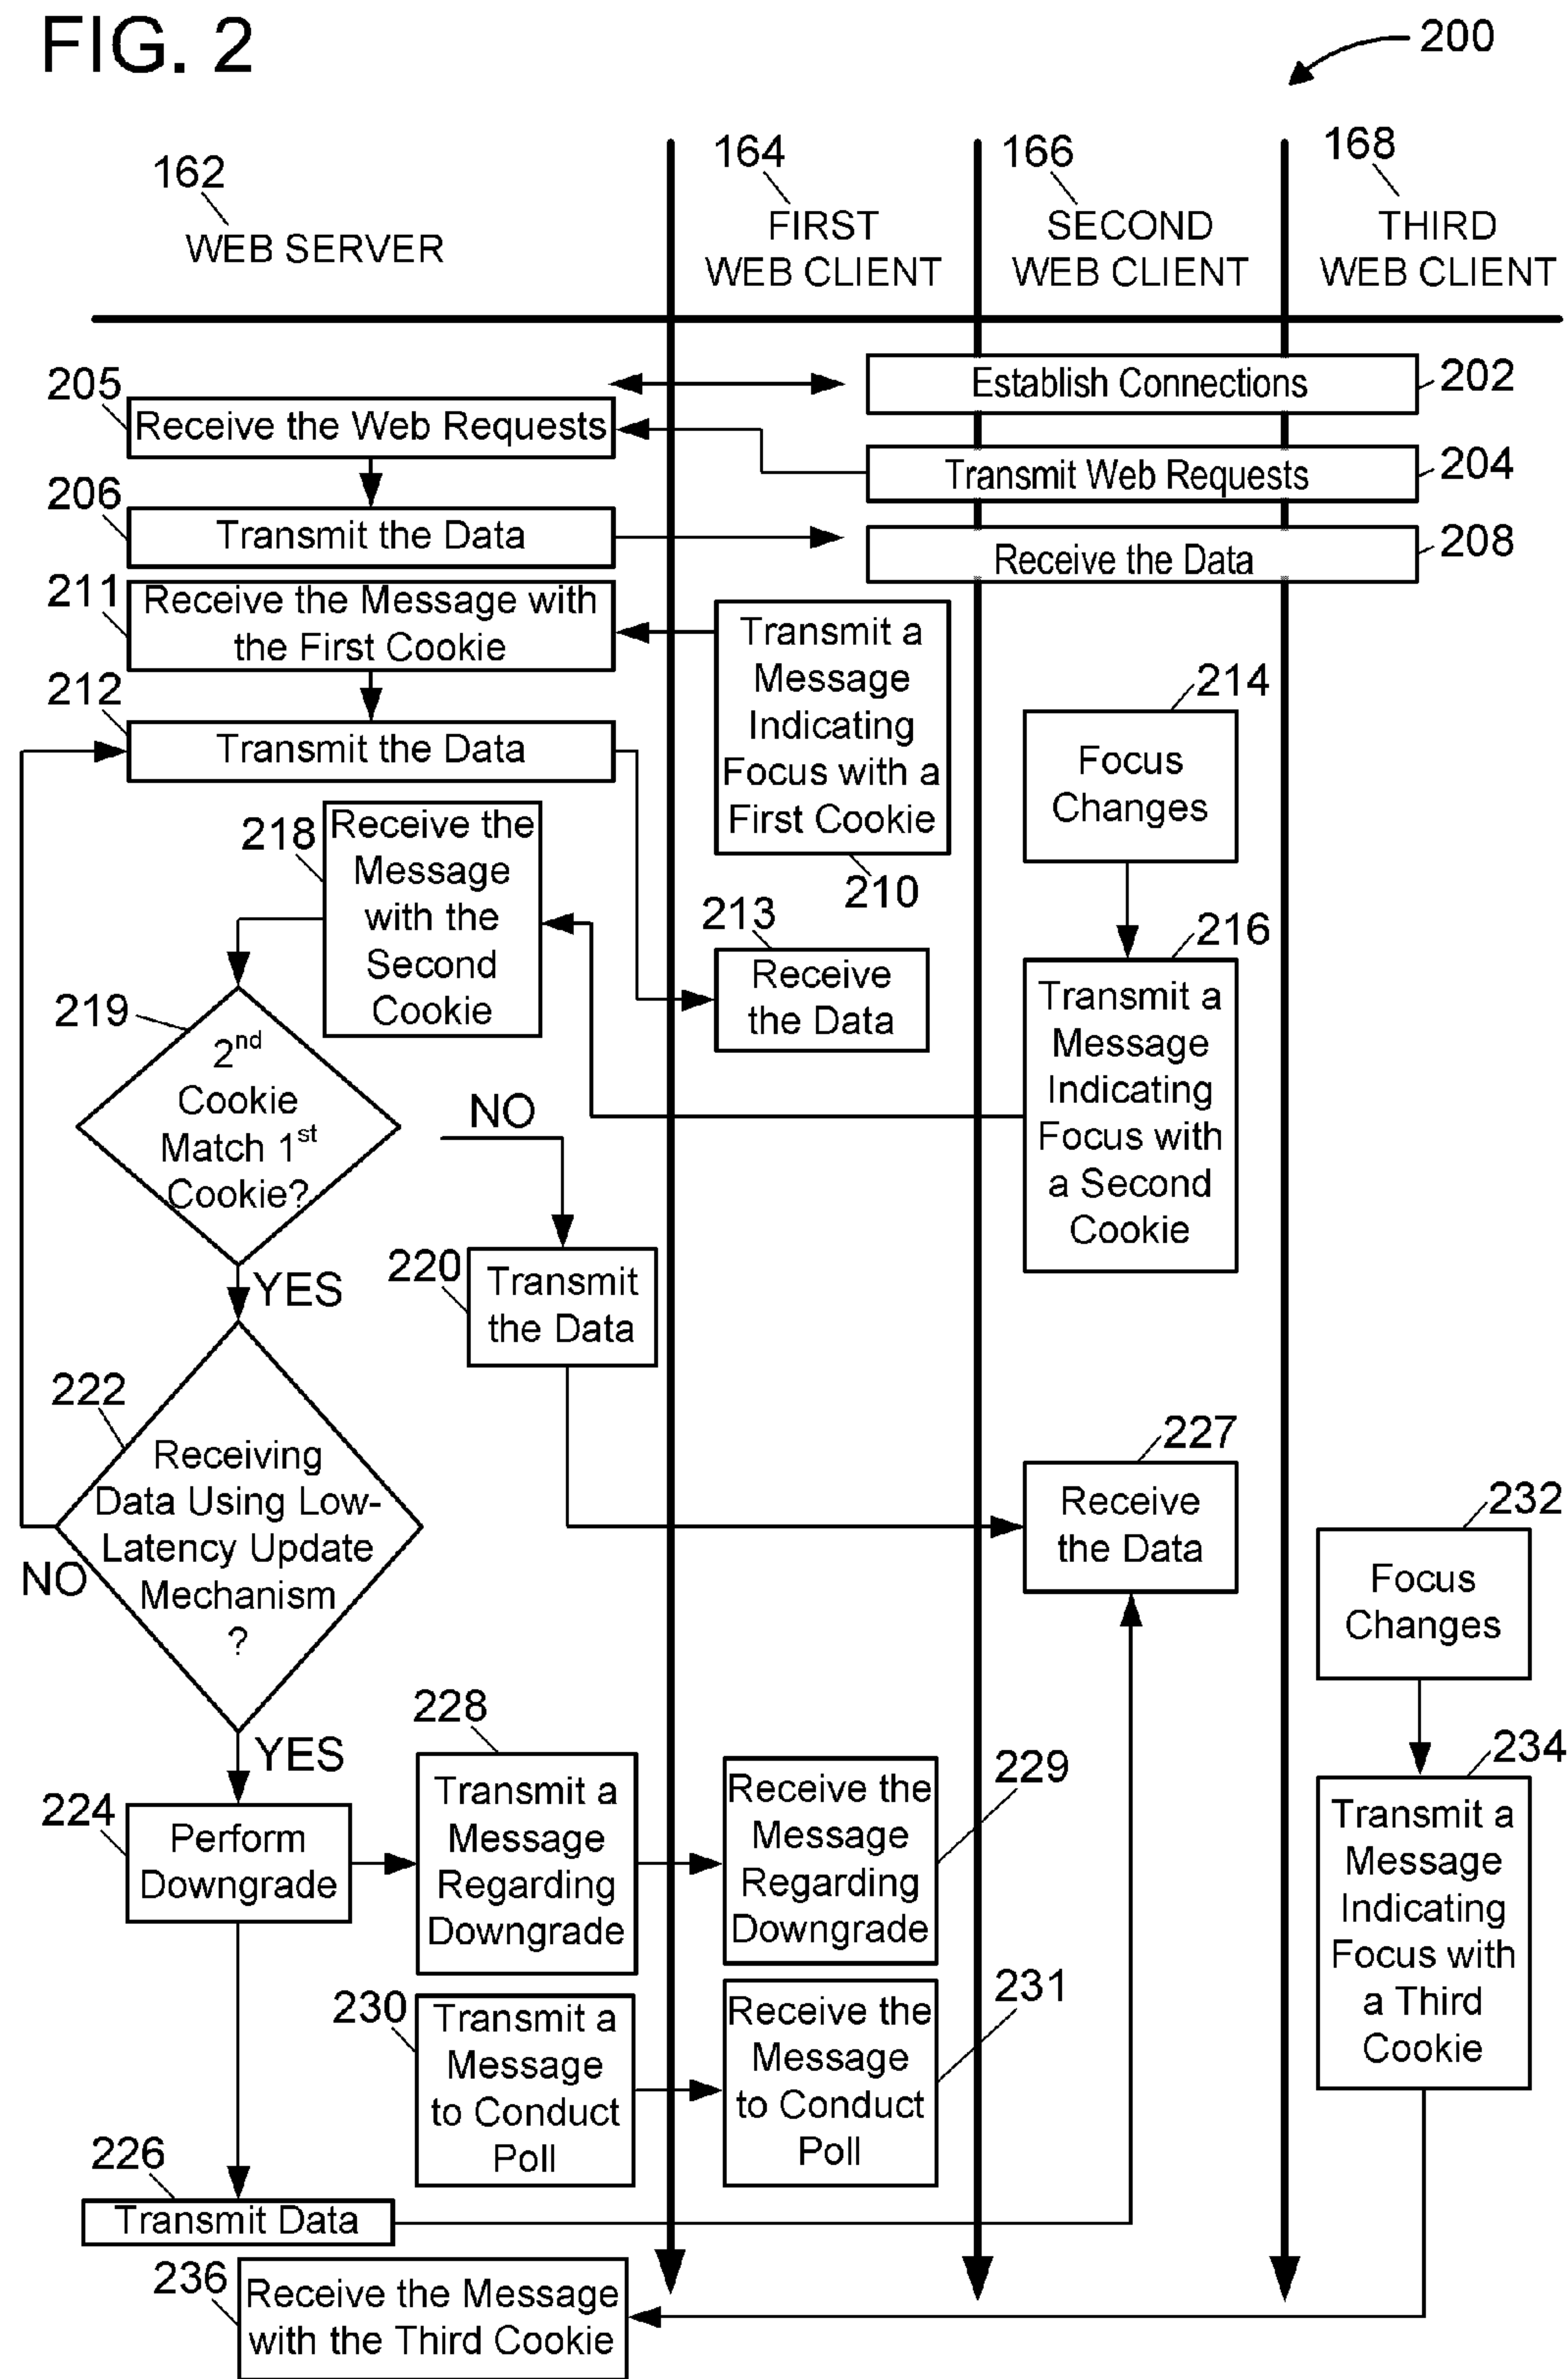 FIG. 2
200
162
WEB SERVER
164
FIRST
WEB CLIENT
166
SECOND
WEB CLIENT
168
THIRD
WEB CLIENT
Establish Connections
202
205
Receive the Web Requests
Transmit Web Requests
204
206
Transmit the Data
Receive the Data
208
211
Receive the Message with
the First Cookie
Transmit a
Message
Indicating
Focus with a
First Cookie
210
212
Transmit the Data
214
Focus
Changes
218
Receive the
Message
with the
Second
Cookie
213
Receive
the Data
216
Transmit a
Message
Indicating
Focus with
a Second
Cookie
219
2nd
Cookie
Match 1st
Cookie?
NO
YES
220
Transmit
the Data
222
Receiving
Data Using Low-
Latency Update
Mechanism
?
NO
YES
227
Receive
the Data
232
Focus
Changes
224
Perform
Downgrade
228
Transmit a
Message
Regarding
Downgrade
Receive the
Message
Regarding
Downgrade
229
234
Transmit a
Message
Indicating
Focus with
a Third
Cookie
230
Transmit a
Message
to Conduct
Poll
Receive the
Message
to Conduct
Poll
231
226
Transmit Data
236
Receive the Message
with the Third Cookie